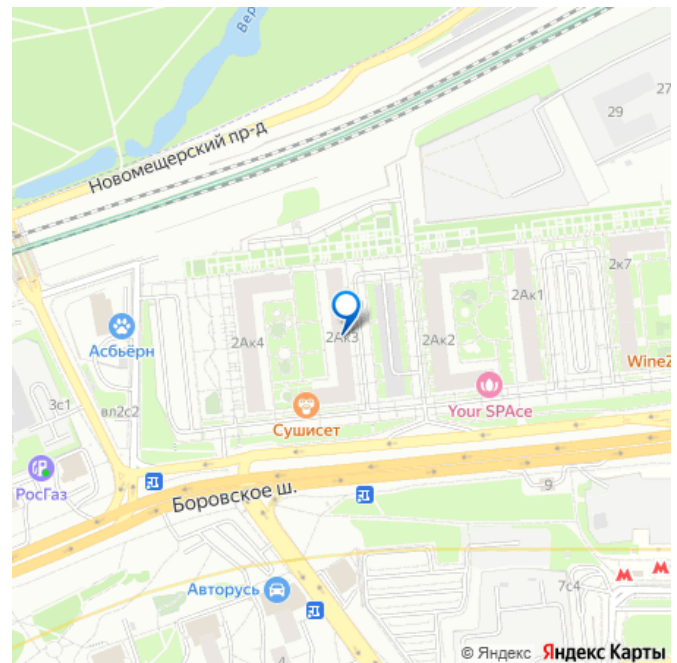 Вер
Новомещерский пр-д
27
29
2к7
2Ак1
2Ак3
2Ак4
2Ак2
Асбьёрн
WineZ
Your SPAce
3с1
вл2с2
Сушисет
РосГаз
Боровское ш.
9
Авторусь
7с4
4
© Яндекс Яндекс Карты